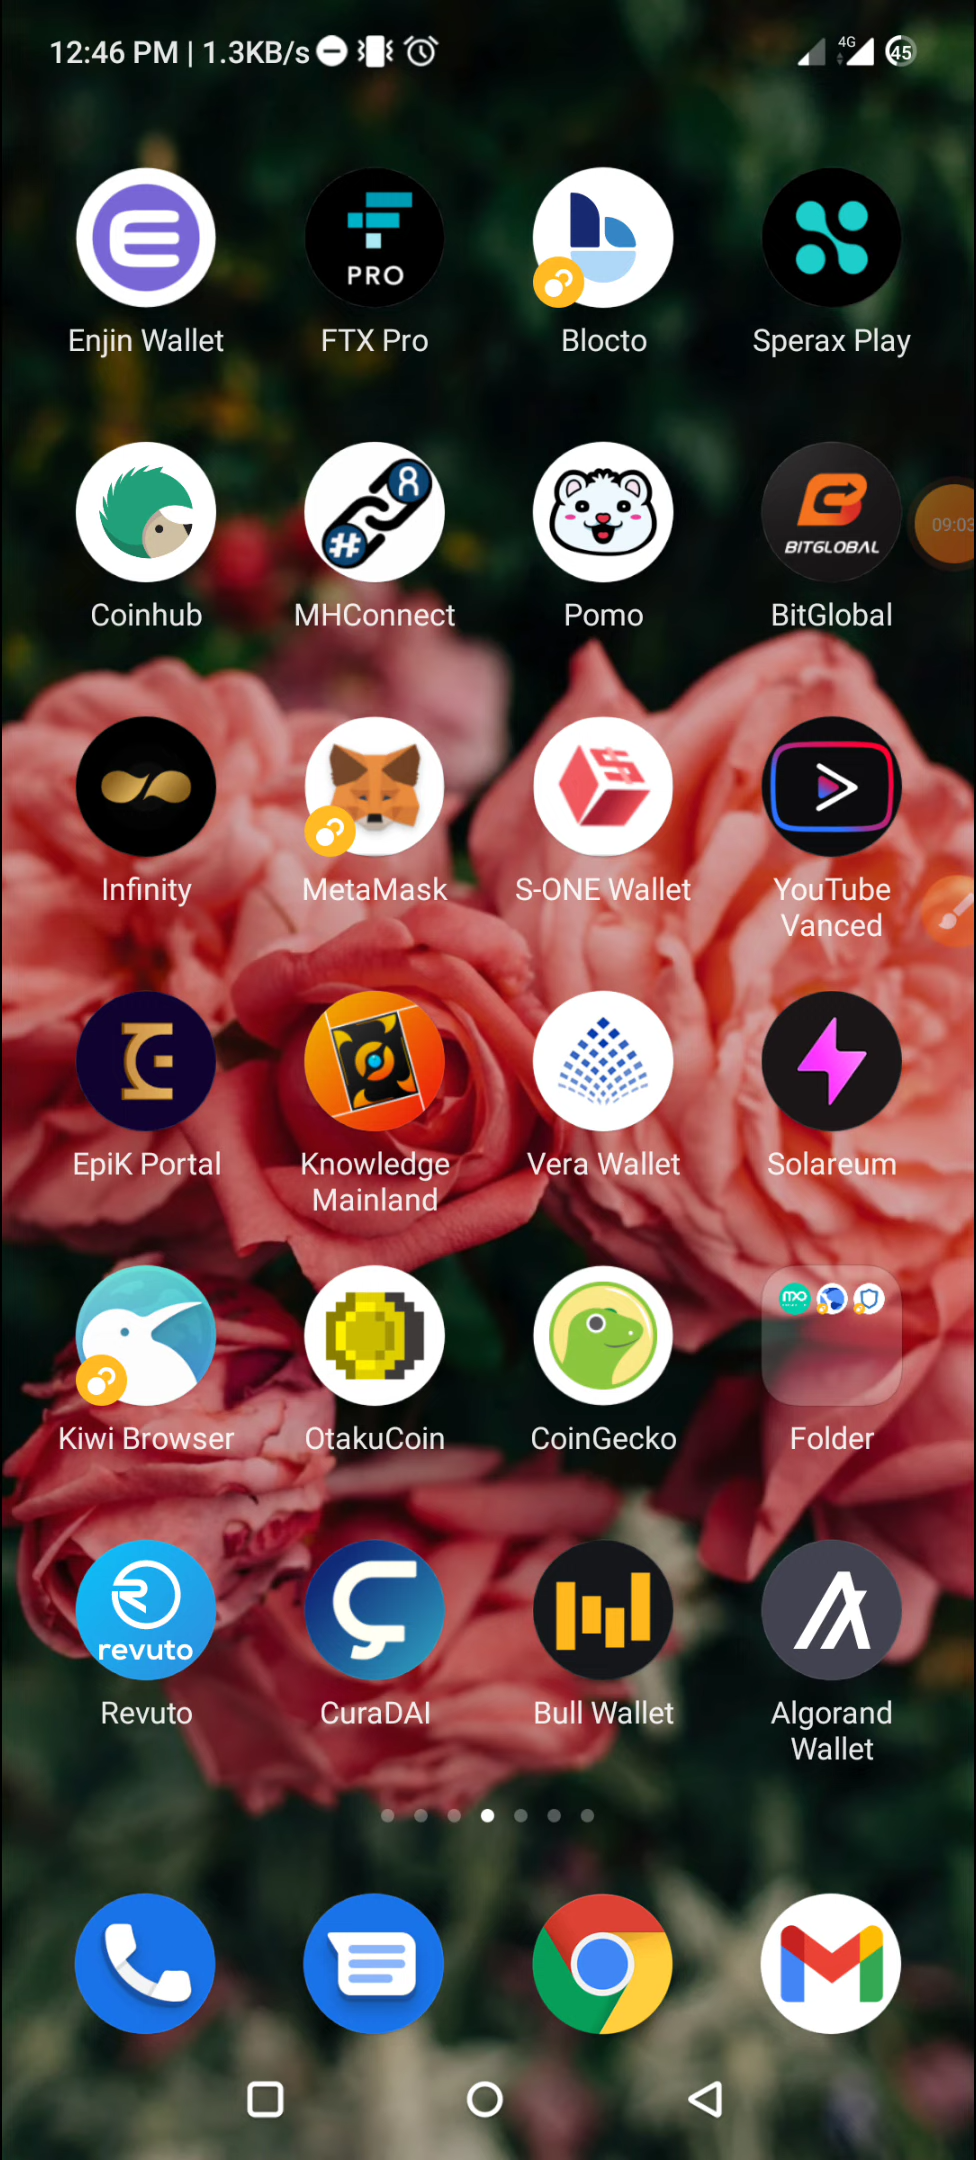 12:46 PM | 1.3KB/s
4G
45
PRO
Enjin Wallet
FTX Pro
Blocto
Sperax Play
BITGLOBAL
09:03
Coinhub
MHConnect
Pomo
BitGlobal
Infinity
MetaMask
S-ONE Wallet
YouTube
Vanced
EpiK Portal
Knowledge
Mainland
Vera Wallet
Solareum
Kiwi Browser
OtakuCoin
CoinGecko
Folder
revuto
Revuto
CuraDAI
Bull Wallet
Algorand
Wallet